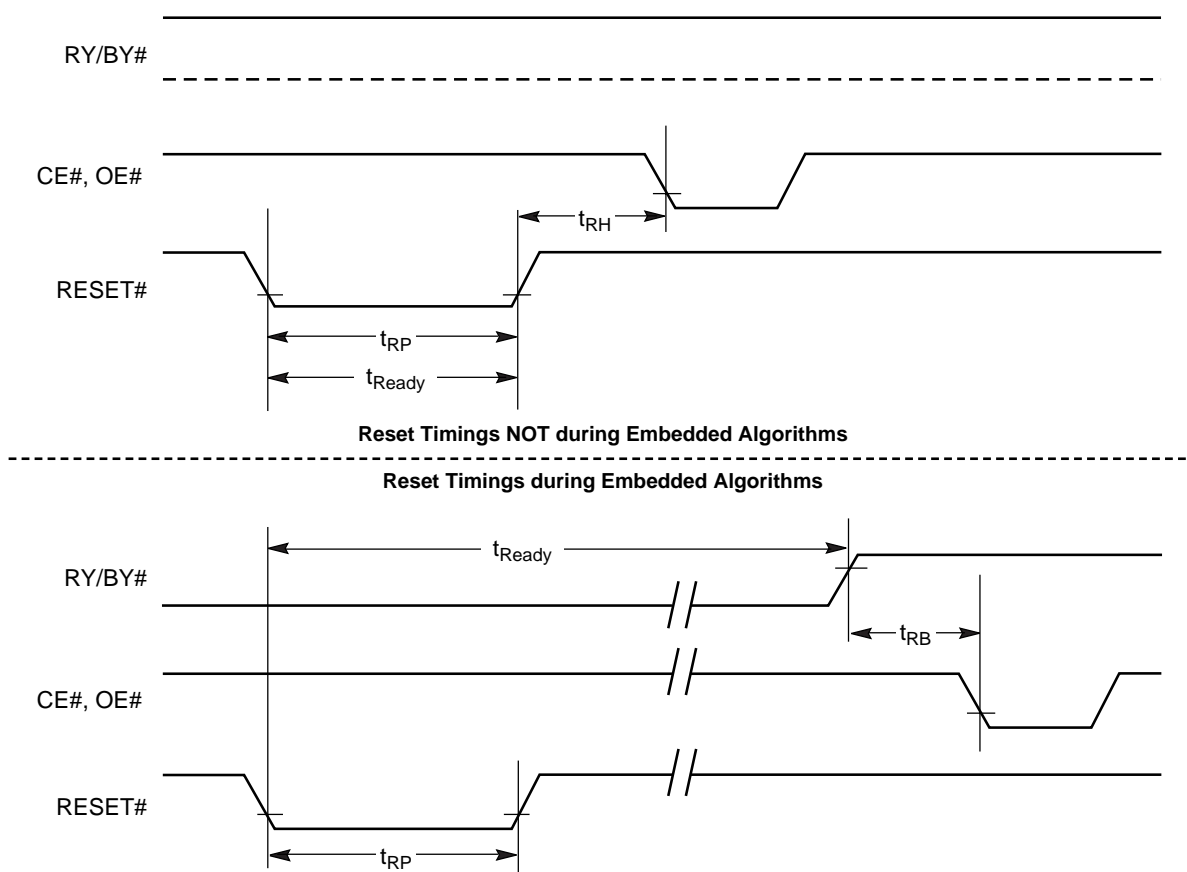 RY/BY#
CE#, OE#
tRH
RESET#
tRP
tReady
Reset Timings NOT during Embedded Algorithms
Reset Timings during Embedded Algorithms
tReady
RY/BY#
tRB
CE#, OE#
RESET#
tRP